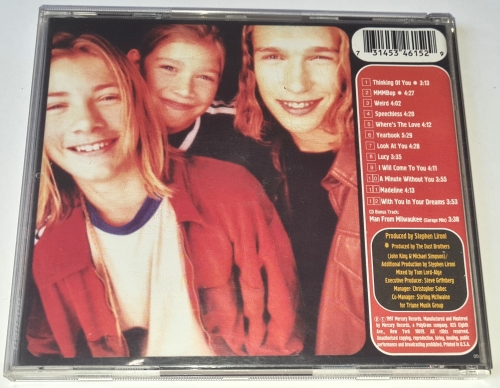 7 31453 46152 9
1 Thinking Of You ● 3:13
2 MMMBop ● 4:27
3 Weird 4:02
4 Speechless 4:20
5 Where's The Love 4:12
6 Yearbook 5:29
7 Look At You 4:28
8 Lucy 3:35
9 I Will Come To You 4:11
10 A Minute Without You 3:55
11 Madeline 4:13
12 With You In Your Dreams 3:53
CD Bonus Track:
Man From Milwaukee (Garage Mix) 3:38
Produced by Stephen Lironi
● Produced by The Dust Brothers
(John King & Michael Simpson)
Additional Production by Stephen Lironi
Mixed by Tom Lord-Alge
Executive Producer: Steve Greenberg
Manager: Christopher Sabec
Co-Manager: Stirling McIlwaine
for Triune Music Group
1997 Mercury Records. Manufactured and Marketed
by Mercury Records, a PolyGram company, 825 Eighth
Ave., New York 10019. All rights reserved.
Unauthorized copying, reproduction, hiring, lending, public
performance and broadcasting prohibited. Printed in U.S.A.